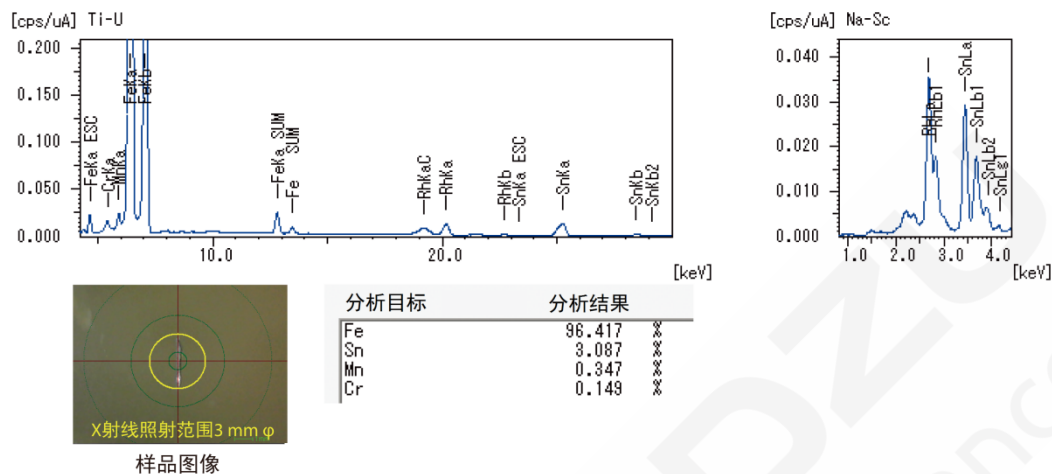 [cps/uA] Ti-U
0.200
0.150
0.100
0.050
0.000
FeKa ESC
CrKa
MnKa
FeKa
FeKb
FeKa SUM
Fe SUM
RhKaC
RhKa
RhKb
SnKa ESC
SnKa
SnKb
SnKb2
10.0
20.0
[keV]
[cps/uA] Na-Sc
0.040
0.030
0.020
0.010
0.000
RhLa
RhLb1
SnLa
SnLb1
SnLb2
SnLg1
1.0
2.0
3.0
4.0
[keV]
X射线照射范围3 mm φ
样品图像
分析目标 分析结果
Fe 96.417 %
Sn 3.087 %
Mn 0.347 %
Cr 0.149 %
DZU
enc